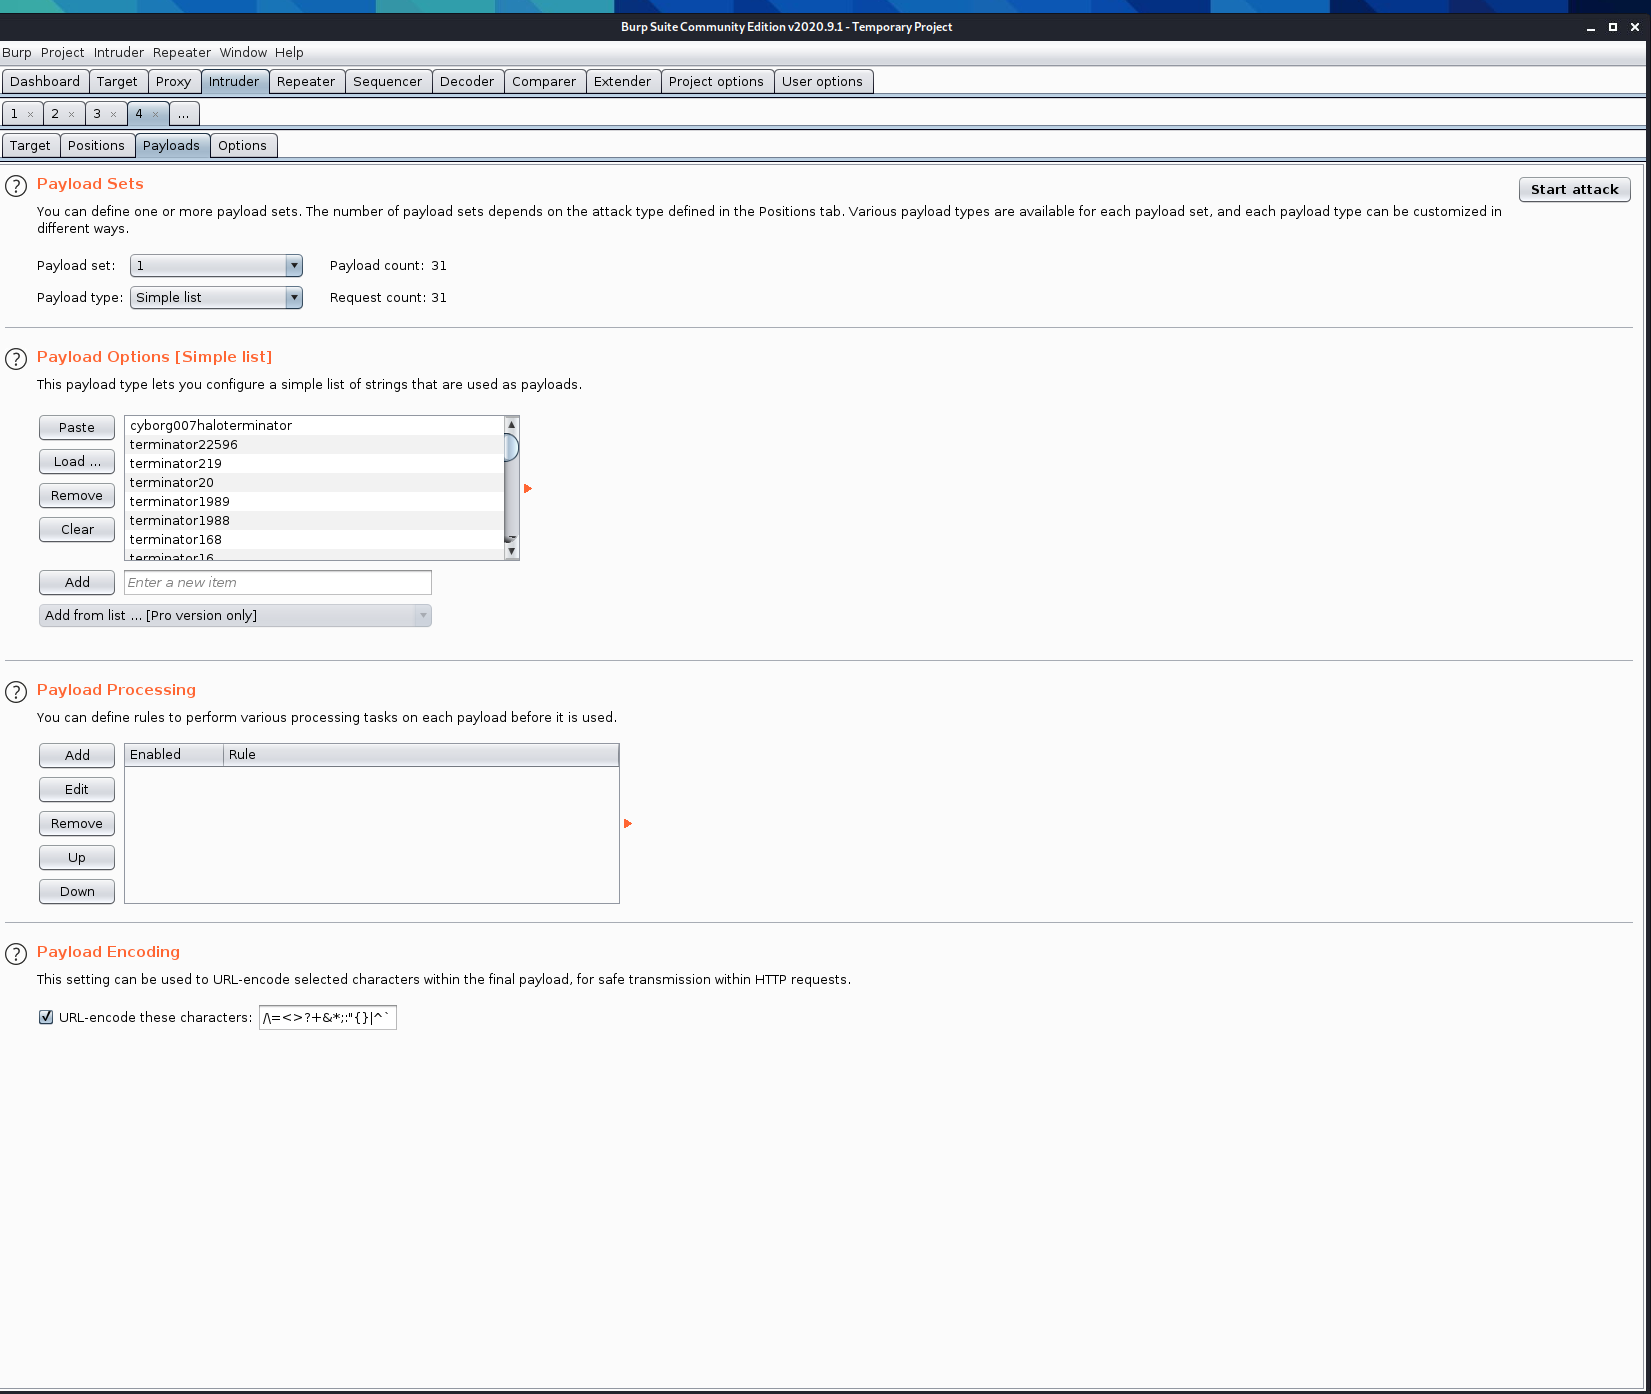 Burp Suite Community Edition v2020.9.1 - Temporary Project
Burp Project Intruder Repeater Window Help
Dashboard Target Proxy Intruder Repeater Sequencer Decoder Comparer Extender Project options User options
1 × 2 × 3 × 4 × ...
Target Positions Payloads Options
? Payload Sets
Start attack
You can define one or more payload sets. The number of payload sets depends on the attack type defined in the Positions tab. Various payload types are available for each payload set, and each payload type can be customized in
different ways.
Payload set: 1 Payload count: 31
Payload type: Simple list Request count: 31
? Payload Options [Simple list]
This payload type lets you configure a simple list of strings that are used as payloads.
Paste
Load ...
Remove
Clear
cyborg007haloterminator
terminator22596
terminator219
terminator20
terminator1989
terminator1988
terminator168
terminator16
Add Enter a new item
Add from list ... [Pro version only]
? Payload Processing
You can define rules to perform various processing tasks on each payload before it is used.
Add
Edit
Remove
Up
Down
Enabled Rule
? Payload Encoding
This setting can be used to URL-encode selected characters within the final payload, for safe transmission within HTTP requests.
URL-encode these characters: /\=<>?+&*;:"{}|^`